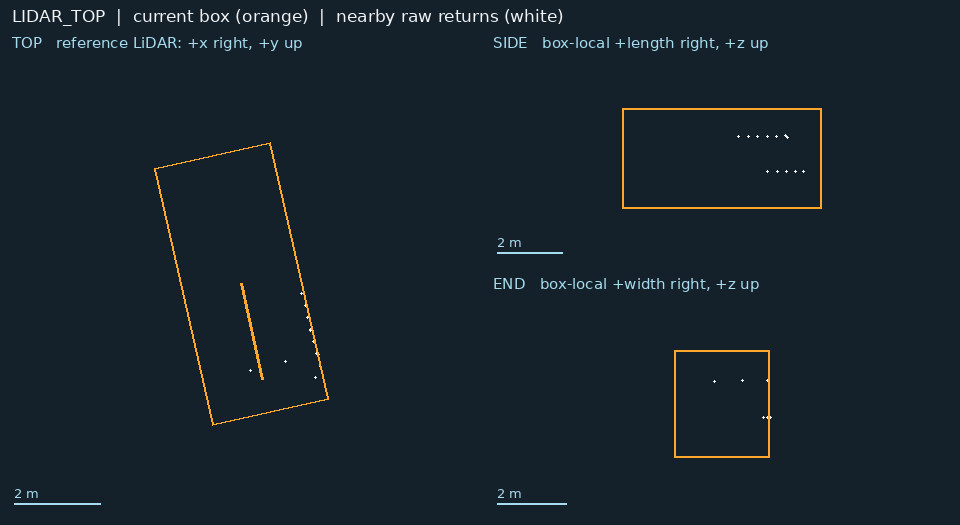 LIDAR_TOP | current box (orange) | nearby raw returns (white)
TOP reference LiDAR: +x right, +y up
SIDE box-local +length right, +z up
2 m
END box-local +width right, +z up
2 m
2 m